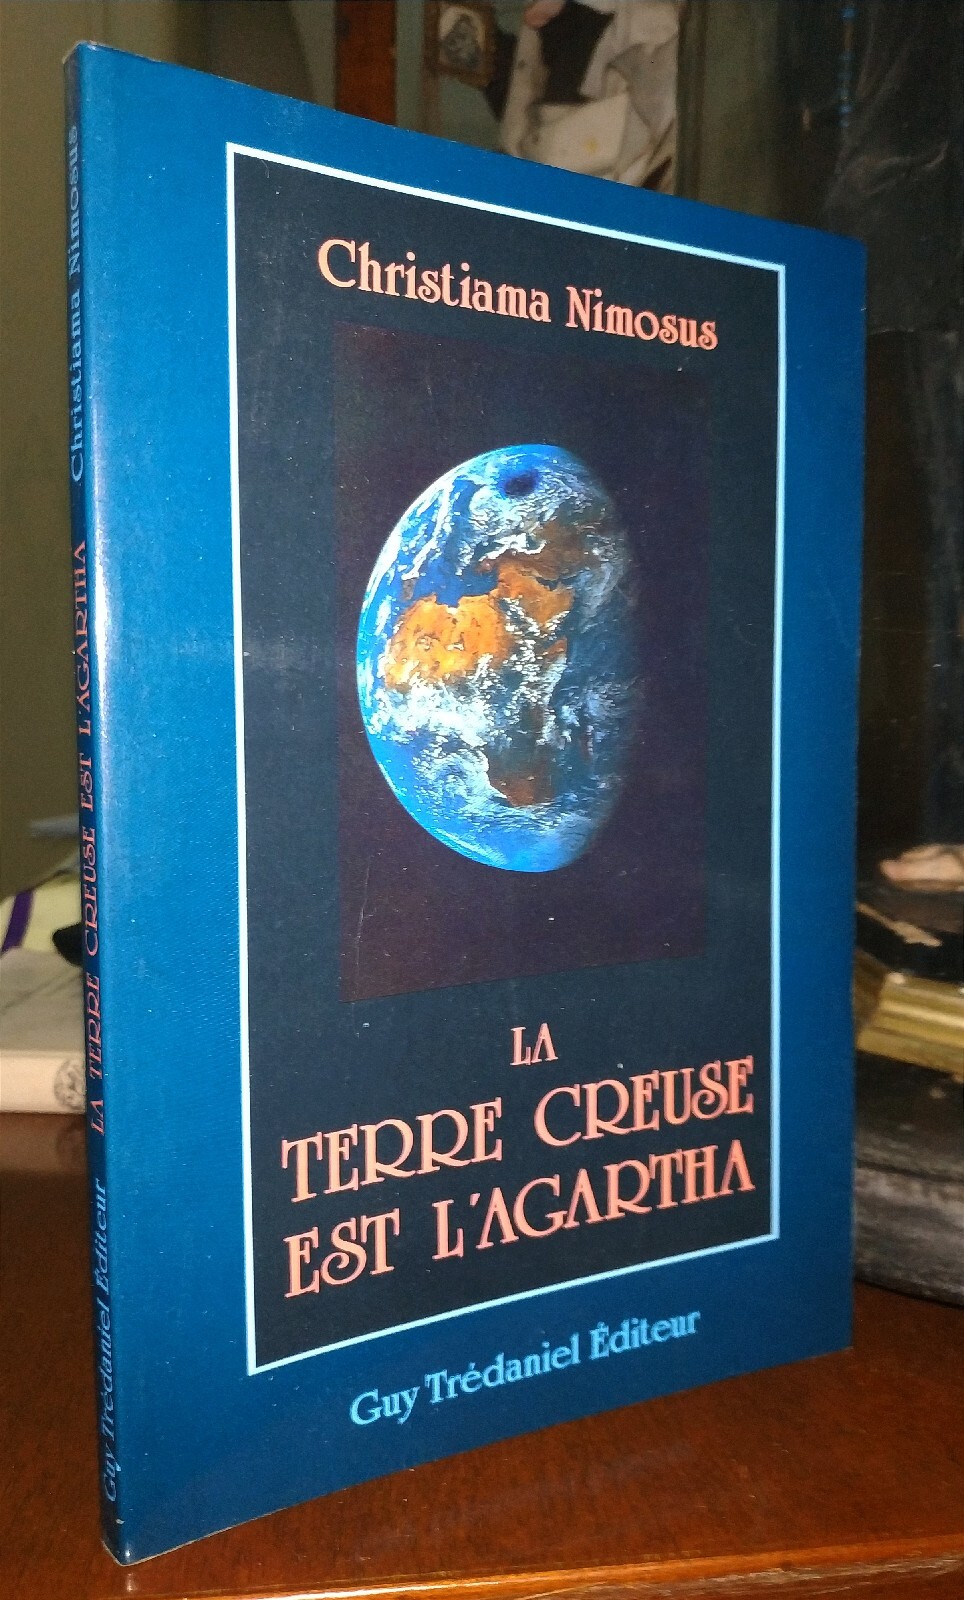 Christiama Nimosus
LA
TERRE CREUSE
EST L'AGARTHA
Guy Trédaniel Éditeur
Guy Trédaniel Éditeur LA TERRE CREUSE EST L'AGARTHA Christiama Nimosus